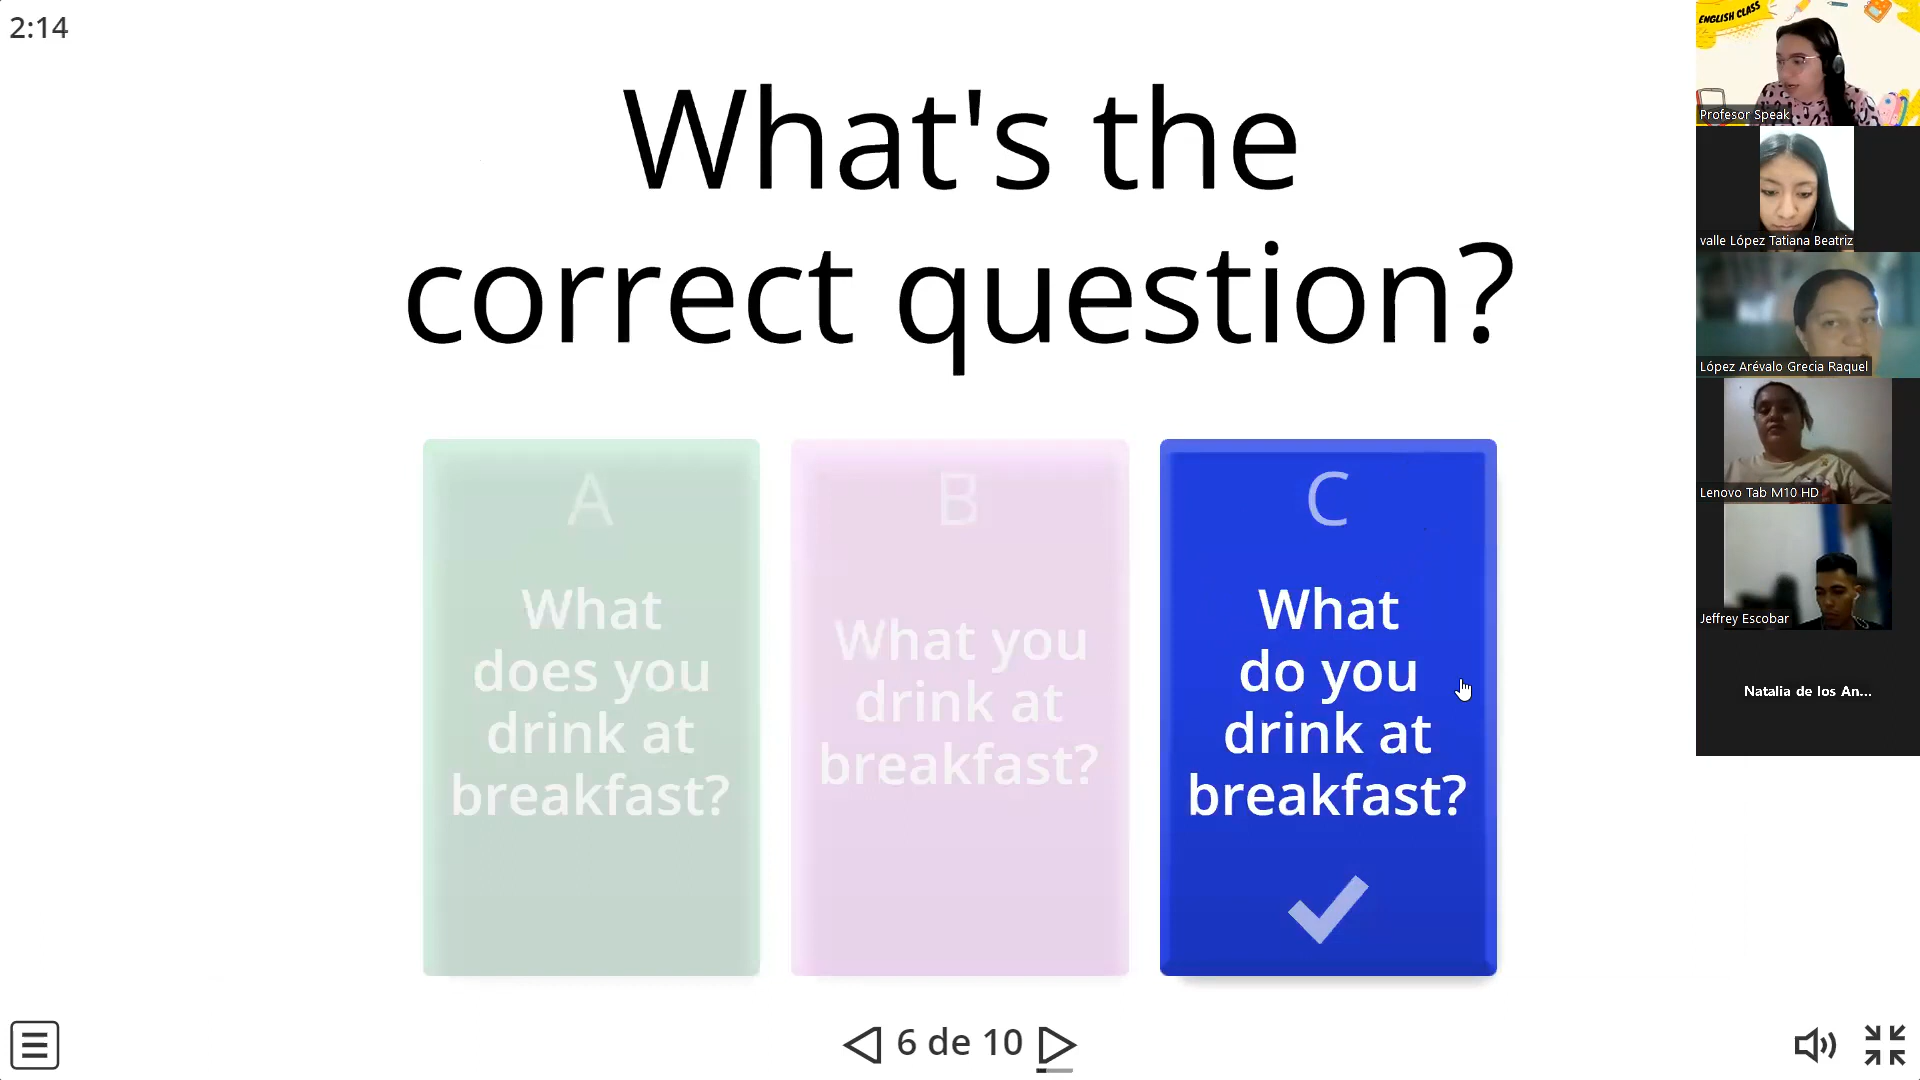 2:14
What's the
correct question?
A
What
does you
drink at
breakfast?
B
What you
drink at
breakfast?
C
What
do you
drink at
breakfast?
6 de 10
ENGLISH CLASS
Profesor Speak
valle López Tatiana Beatriz
López Arévalo Grecia Raquel
Lenovo Tab M10 HD
Jeffrey Escobar
Natalia de los An...